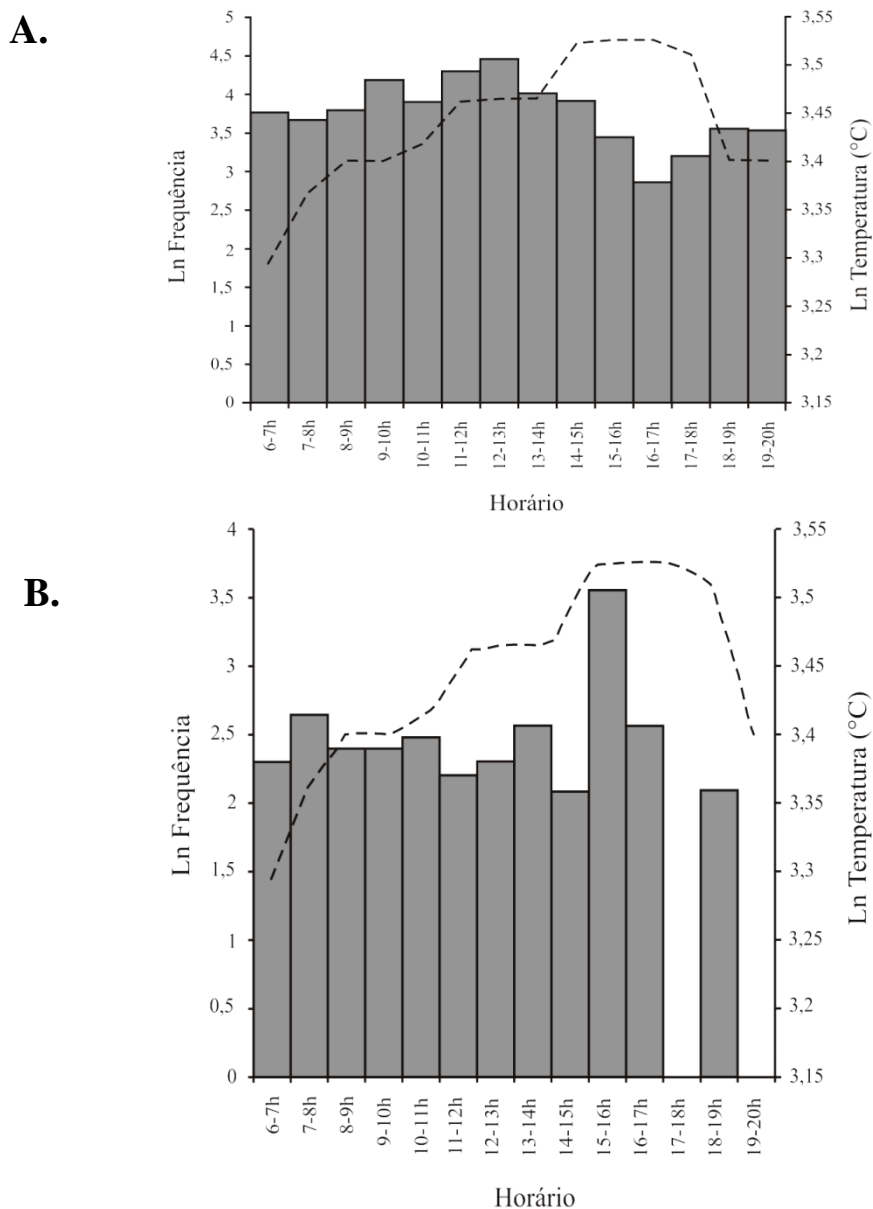 A.
Ln Frequência
5
4,5
4
3,5
3
2,5
2
1,5
1
0,5
0
3,55
3,5
3,45
3,4
3,35
3,3
3,25
3,2
3,15
Ln Temperatura (°C)
6-7h
7-8h
8-9h
9-10h
10-11h
11-12h
12-13h
13-14h
14-15h
15-16h
16-17h
17-18h
18-19h
19-20h
Horário
B.
Ln Frequência
4
3,5
3
2,5
2
1,5
1
0,5
0
3,55
3,5
3,45
3,4
3,35
3,3
3,25
3,2
3,15
Ln Temperatura (°C)
6-7h
7-8h
8-9h
9-10h
10-11h
11-12h
12-13h
13-14h
14-15h
15-16h
16-17h
17-18h
18-19h
19-20h
Horário